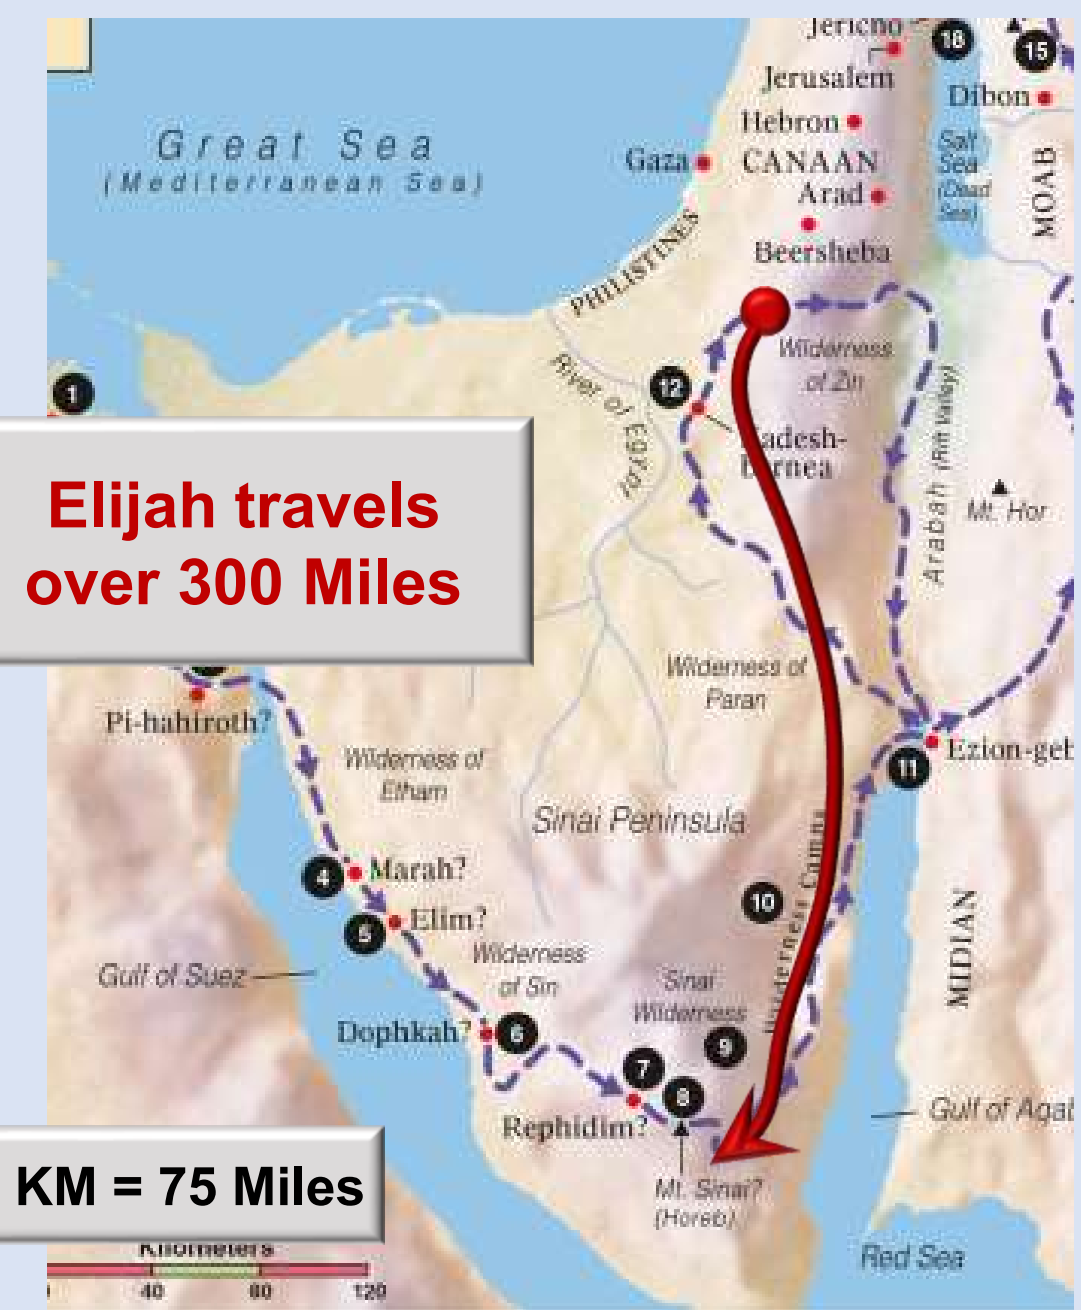 Jericho
18
15
Jerusalem
Dibon
Great Sea
(Mediterranean Sea)
Hebron
Salt
Sea
(Dead
Sea)
Gaza
CANAAN
MOAB
Arad
PHILISTINES
Beersheba
Wilderness
of Zin
1
12
River of Egypt
Arabah (Rift Valley)
Mt. Hor
Elijah travels
over 300 Miles
Wilderness of
Paran
Pi-hahiroth?
Wilderness of
Etham
11
Sinai Peninsula
4
Marah?
10
5
Elim?
MIDIAN
Wilderness
of Sin
Gulf of Suez
Sinai
Wilderness
Dophkah?
6
9
7
8
Rephidim?
Gulf of
Mt. Sinai?
(Horeb)
KM = 75 Miles
Red Sea
Kilometers
40
80
120